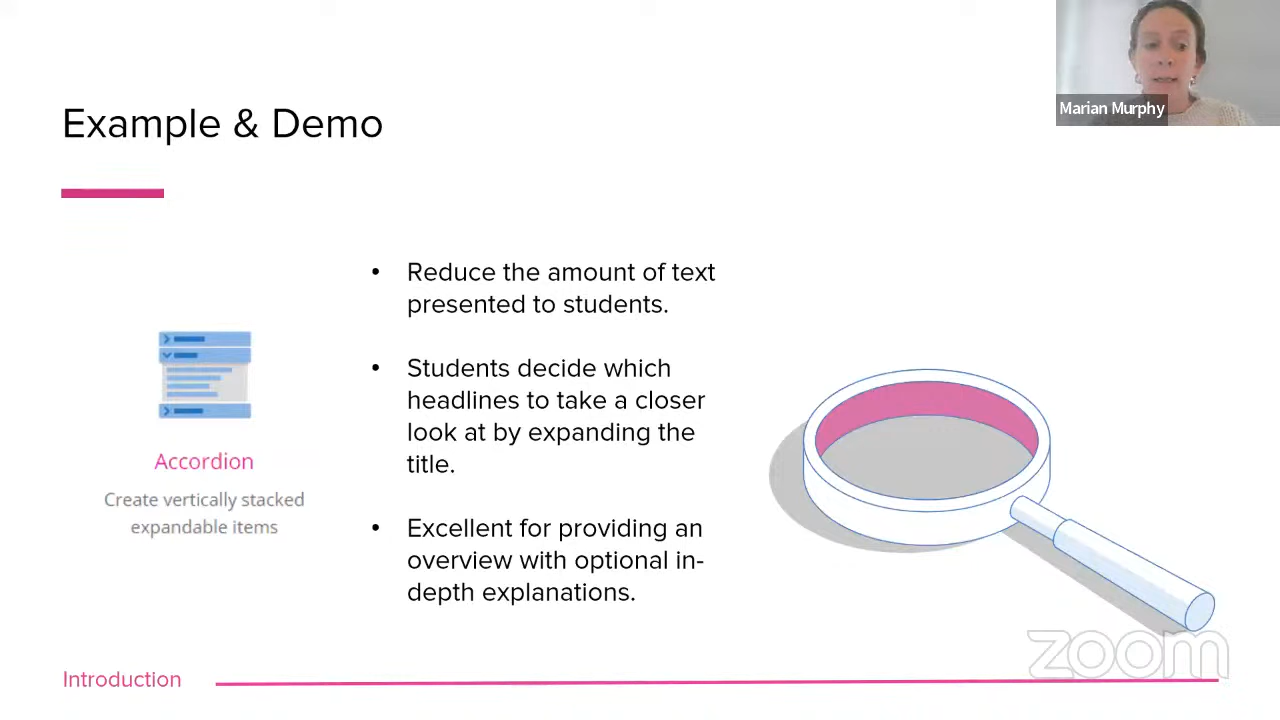 Marian Murphy
Example & Demo
Accordion
Create vertically stacked
expandable items
• Reduce the amount of text
presented to students.
• Students decide which
headlines to take a closer
look at by expanding the
title.
• Excellent for providing an
overview with optional in-
depth explanations.
zoom
Introduction